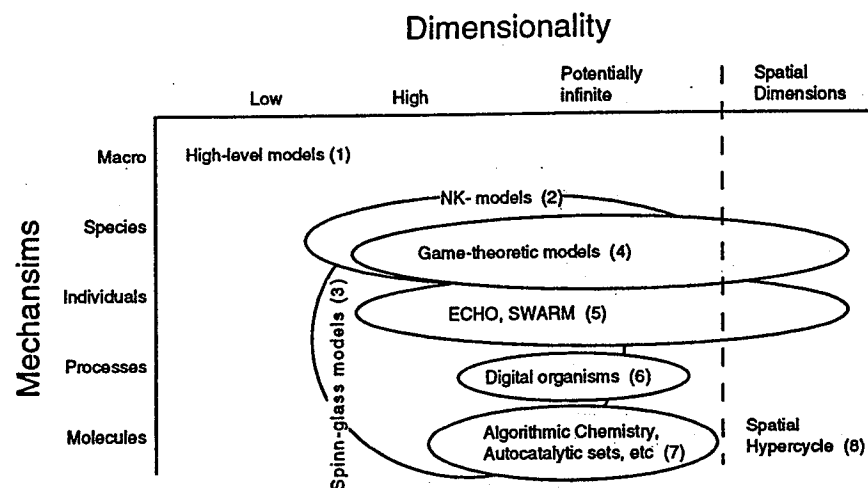 Dimensionality
Low
High
Potentially
infinite
Spatial
Dimensions
Mechansims
Macro
High-level models (1)
NK- models (2)
Species
Game-theoretic models (4)
Individuals
Spinn-glass models (3)
ECHO, SWARM (5)
Processes
Digital organisms (6)
Molecules
Algorithmic Chemistry,
Autocatalytic sets, etc (7)
Spatial
Hypercycle (8)